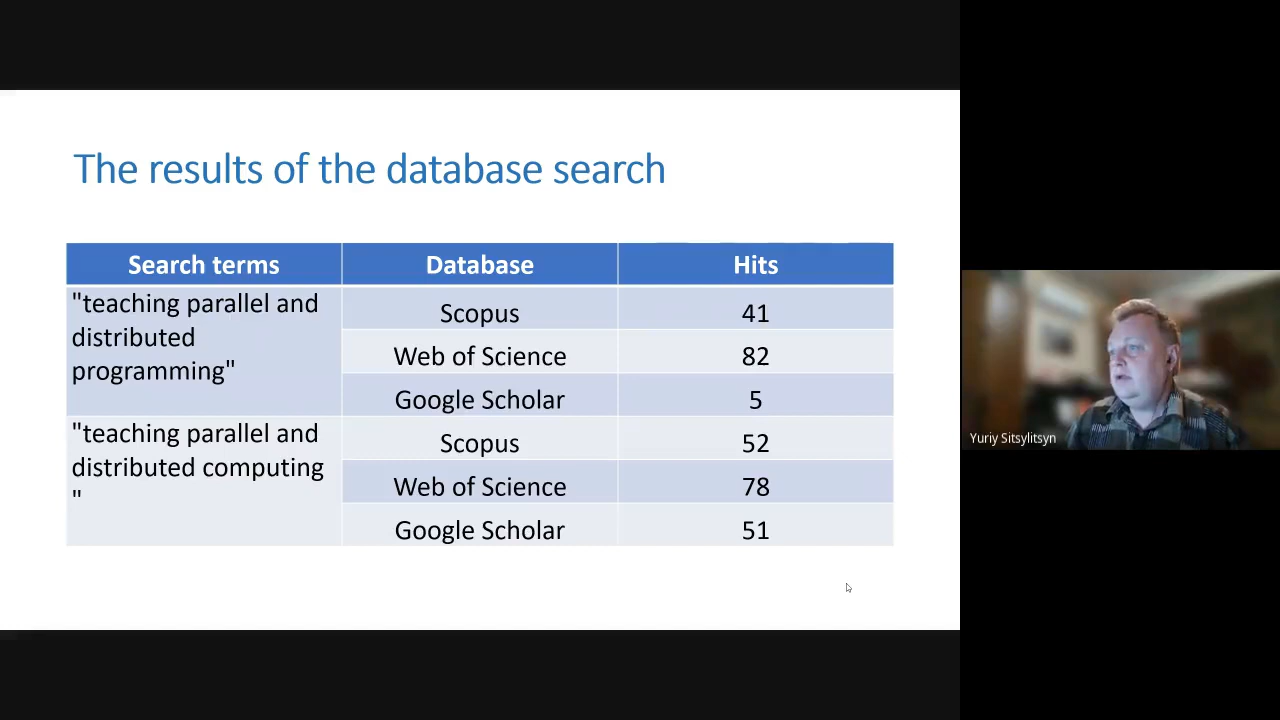 The results of the database search
Search terms Database Hits
"teaching parallel and
distributed
programming"
Scopus 41
Web of Science 82
Google Scholar 5
"teaching parallel and
distributed computing
"
Scopus 52
Web of Science 78
Google Scholar 51
Yuriy Sitsylitsyn